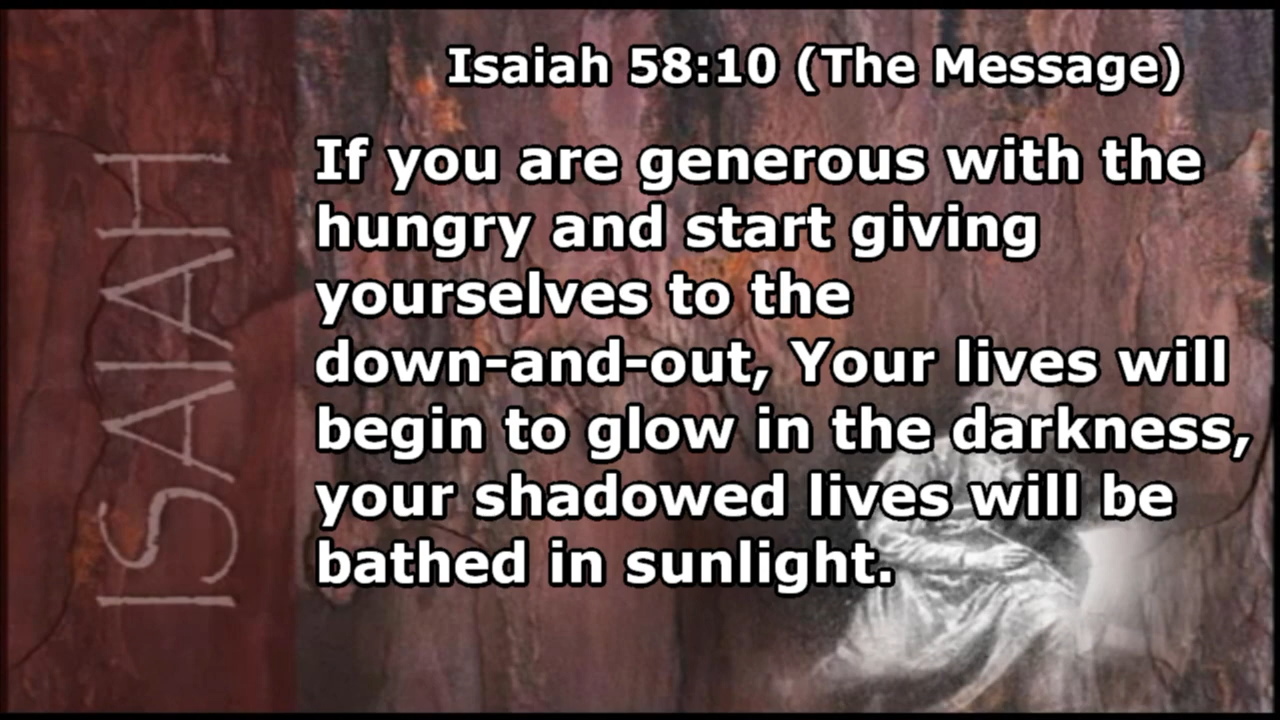 Isaiah 58:10 (The Message)
ISAIAH
If you are generous with the
hungry and start giving
yourselves to the
down-and-out, Your lives will
begin to glow in the darkness,
your shadowed lives will be
bathed in sunlight.